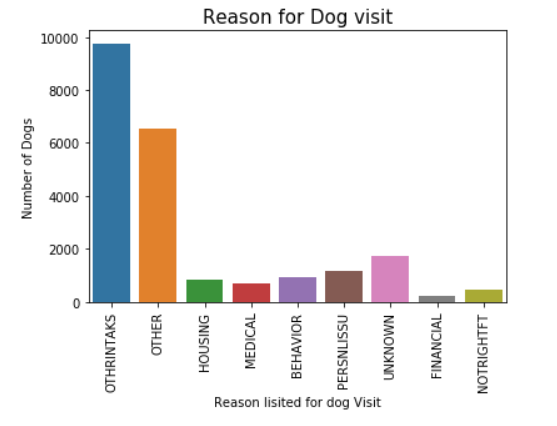 Reason for Dog visit
Number of Dogs
10000
8000
6000
4000
2000
0
OTHRINTAKS
OTHER
HOUSING
MEDICAL
BEHAVIOR
PERSNLISSU
UNKNOWN
FINANCIAL
NOTRIGHTFT
Reason lisited for dog Visit